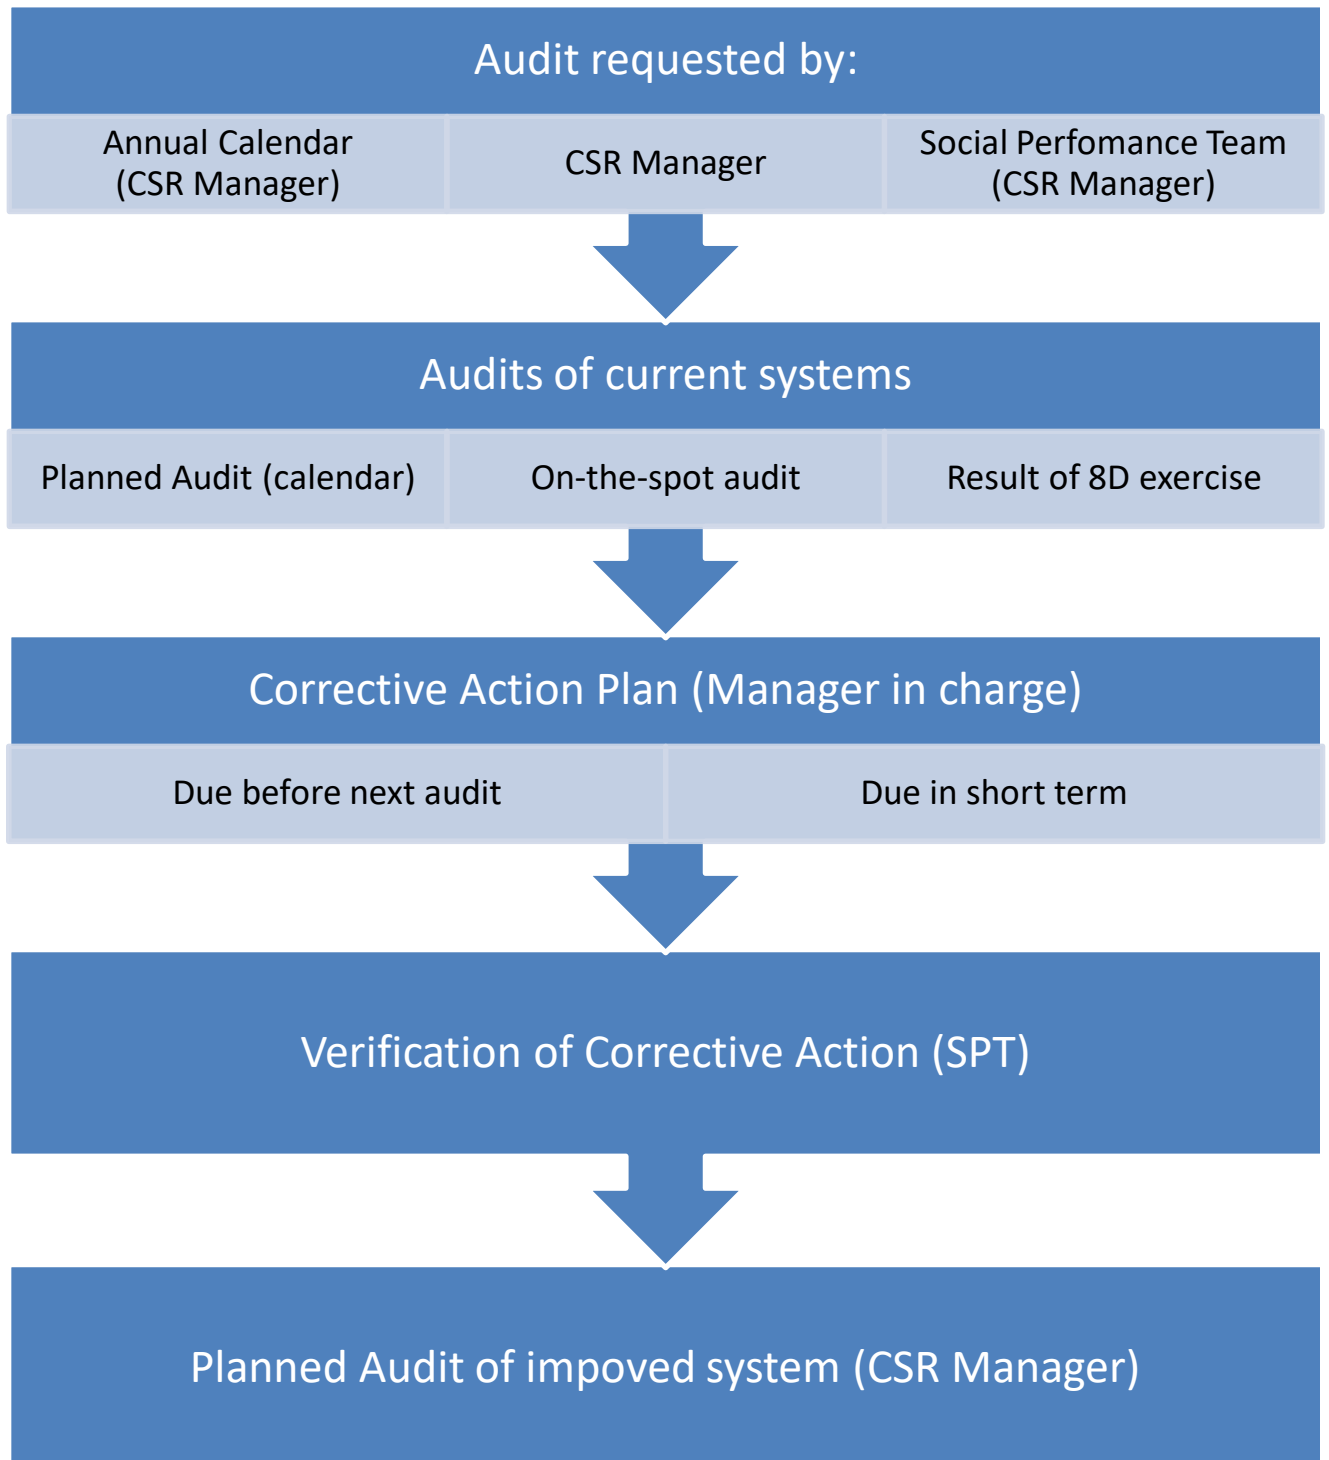 Audit requested by:
Annual Calendar
(CSR Manager)
CSR Manager
Social Perfomance Team
(CSR Manager)
Audits of current systems
Planned Audit (calendar)
On-the-spot audit
Result of 8D exercise
Corrective Action Plan (Manager in charge)
Due before next audit
Due in short term
Verification of Corrective Action (SPT)
Planned Audit of impoved system (CSR Manager)